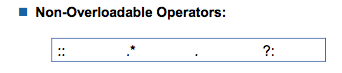 Non-Overloadable Operators:
:: .* . ?: